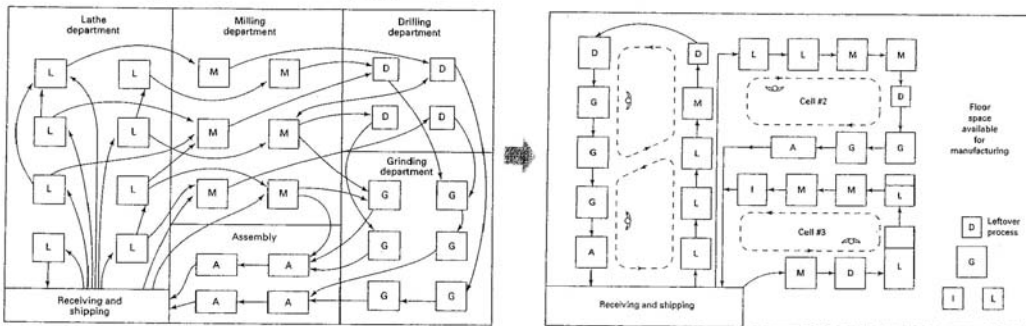 Lathe
department
Milling
department
Drilling
department
L L M M D D
L L M M D D
Grinding
department
L L M M G G
Assembly
L L A A G G
A A G G
Receiving and
shipping
D
G
G
G
A
D
M
L
L
L
L L M M
Cell #2
D
A G G
I M M L
Cell #3
M D L
Receiving and shipping
Floor
space
available
for
manufacturing
D
Leftover
process
G
I L